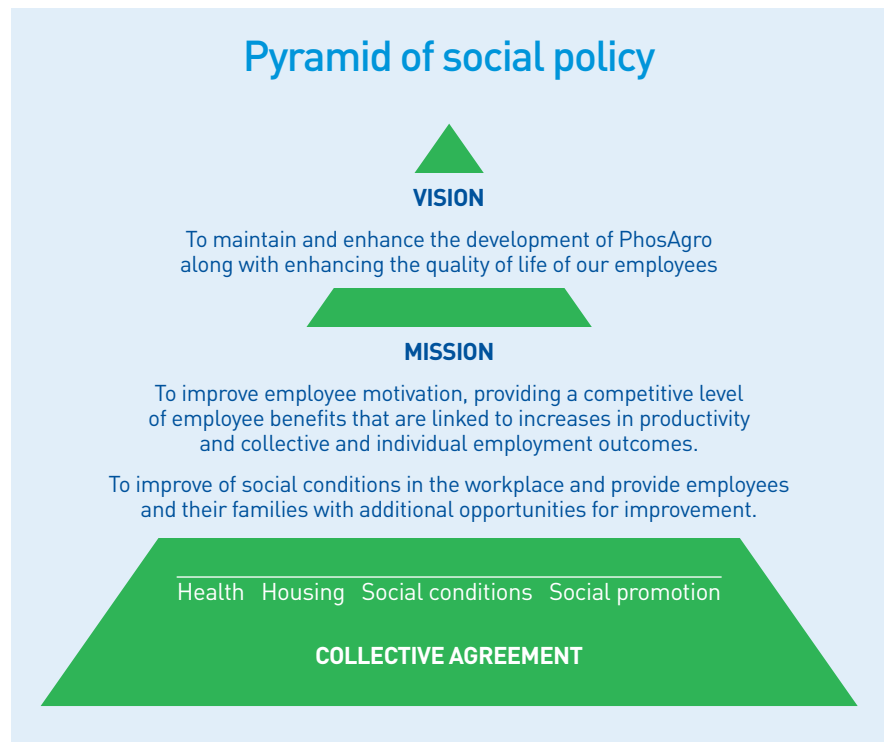 Pyramid of social policy
VISION
To maintain and enhance the development of PhosAgro
along with enhancing the quality of life of our employees
MISSION
To improve employee motivation, providing a competitive level
of employee benefits that are linked to increases in productivity
and collective and individual employment outcomes.
To improve of social conditions in the workplace and provide employees
and their families with additional opportunities for improvement.
Health Housing Social conditions Social promotion
COLLECTIVE AGREEMENT